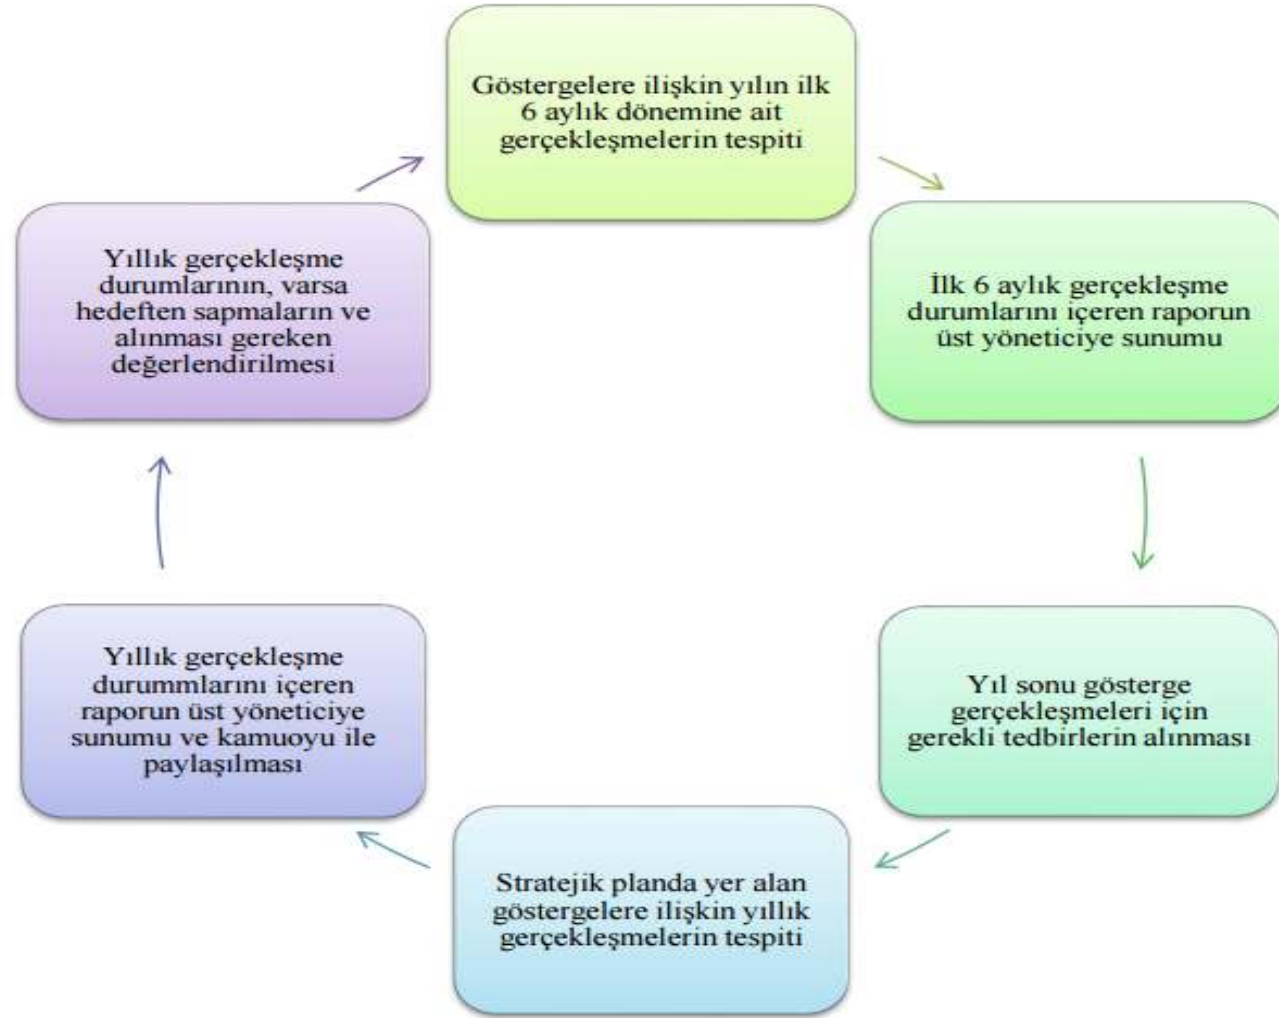 Göstergelere ilişkin yılın ilk
6 aylık dönemine ait
gerçekleşmelerin tespiti
İlk 6 aylık gerçekleşme
durumlarını içeren raporun
üst yöneticiye sunumu
Yıl sonu gösterge
gerçekleşmeleri için
gerekli tedbirlerin alınması
Stratejik planda yer alan
göstergelere ilişkin yıllık
gerçekleşmelerin tespiti
Yıllık gerçekleşme
durummlarını içeren
raporun üst yöneticiye
sunumu ve kamuoyu ile
paylaşılması
Yıllık gerçekleşme
durumlarının, varsa
hedeften sapmaların ve
alınması gereken
değerlendirilmesi